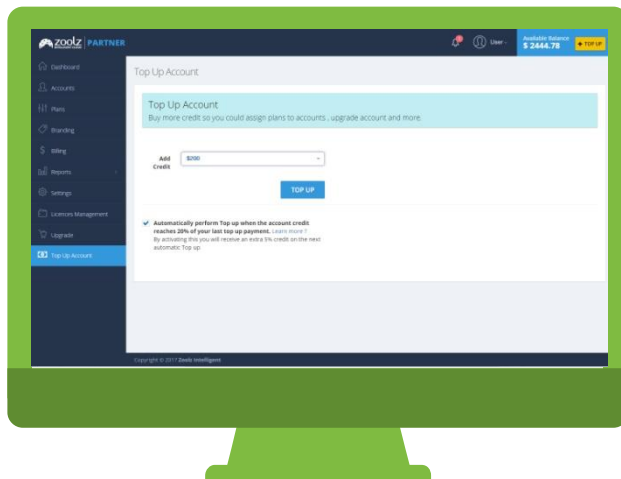 zoolz PARTNER
User
Available Balance
$ 2444.78
+ TOP UP
Dashboard
Accounts
Plans
Branding
$ Billing
Reports
Settings
Licences Management
Upgrade
Top Up Account
Top Up Account
Top Up Account
Buy more credit so you could assign plans to accounts , upgrade account and more.
Add
Credit
$200
TOP UP
Automatically perform Top up when the account credit
reaches 20% of your last top up payment. Learn more ?
By activating this you will receive an extra 5% credit on the next
automatic Top up
Copyright © 2017 Zoolz Intelligent